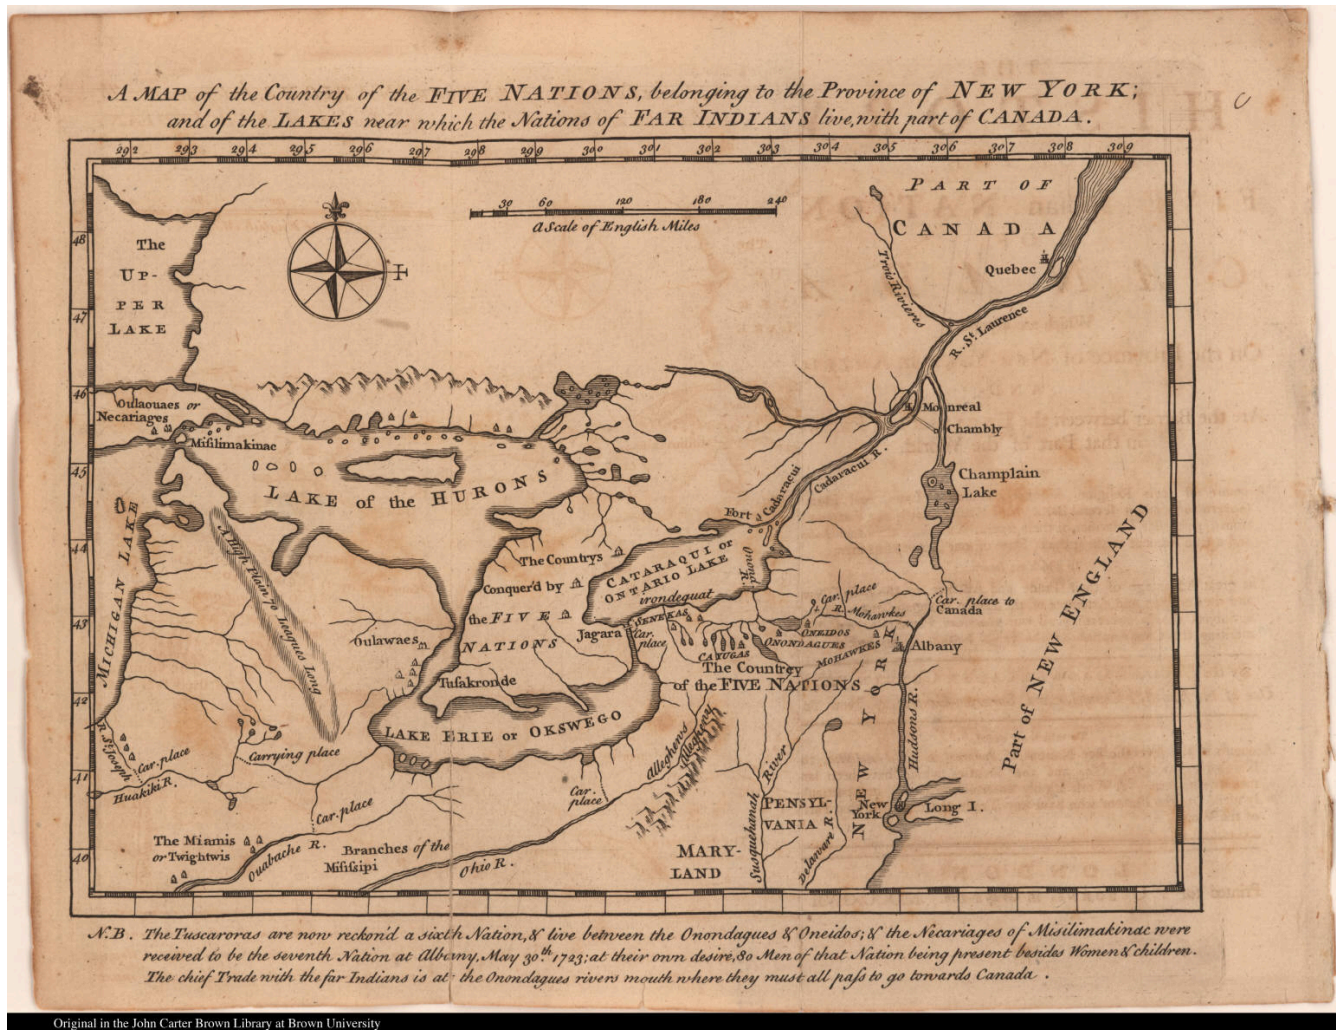 A MAP of the Country of the FIVE NATIONS, belonging to the Province of NEW YORK;
and of the LAKES near which the Nations of FAR INDIANS live, with part of CANADA.
292 293 294 295 296 297 298 299 300 301 302 303 304 305 306 307 308 309
48
47
46
45
44
43
42
41
40
30 60 120 180 240
A Scale of English Miles
PART OF
CANADA
Quebec
Trois Rivieres
R. St. Laurence
The
UP-
PER
LAKE
Oulaouaes or
Necariages
Misilimakinac
LAKE of the HURONS
Monreal
Chambly
Champlain
Lake
Fort Cadaracui
Cadaracui R.
MICHIGAN LAKE
A High Plain 70 Leagues Long
The Countrys
Conquer'd by
the FIVE
NATIONS
CATARAQUI or
ONTARIO LAKE
irondequat
Onond. R.
Jagara
Car.
place
SENEKAS
CAYUGAS
ONONDAGUES
ONEIDOS
MOHAWKES
Car. place
R. Mohawkes
Car. place to
Canada
Albany
The Countrey
of the FIVE NATIONS
Oulawaes
Tusakronde
LAKE ERIE or OKSWEGO
R. St. Joseph
Car. place
Huakiki R.
Carrying place
Car. place
The Miamis
or Twightwis
Ouabache R.
Branches of the
Misisipi
Ohio R.
Car.
place
Alleghens
Allegheny
MARY-
LAND
Susquehanah River
PENSYL-
VANIA
Delaware R.
NEW YORK
Hudsons R.
New
York
Long I.
Part of NEW ENGLAND
N.B. The Tuscaroras are now reckon'd a sixth Nation, & live between the Onondagues & Oneidos; & the Necariages of Misilimakinac were
received to be the seventh Nation at Albany, May 30th 1723; at their own desire, 80 Men of that Nation being present besides Women & children.
The chief Trade with the far Indians is at the Onondagues rivers mouth where they must all pass to go towards Canada.
Original in the John Carter Brown Library at Brown University